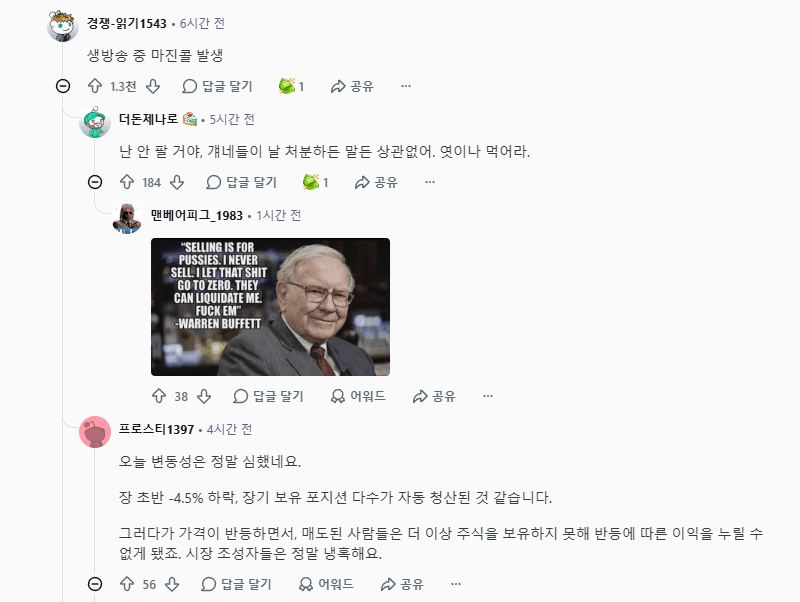 경쟁-읽기1543 • 6시간 전
생방송 중 마진콜 발생
1.3천 답글 달기 1 공유 ...
더돈제나로 • 5시간 전
난 안 팔 거야, 걔네들이 날 처분하든 말든 상관없어. 엿이나 먹어라.
184 답글 달기 1 공유 ...
맨베어피그_1983 • 1시간 전
"SELLING IS FOR
PUSSIES. I NEVER
SELL. I LET THAT SHIT
GO TO ZERO. THEY
CAN LIQUIDATE ME.
FUCK EM"
-WARREN BUFFETT
38 답글 달기 어워드 공유 ...
프로스티1397 • 4시간 전
오늘 변동성은 정말 심했네요.
장 초반 -4.5% 하락, 장기 보유 포지션 다수가 자동 청산된 것 같습니다.
그러다가 가격이 반등하면서, 매도된 사람들은 더 이상 주식을 보유하지 못해 반등에 따른 이익을 누릴 수
없게 됐죠. 시장 조성자들은 정말 냉혹해요.
56 답글 달기 어워드 공유 ...